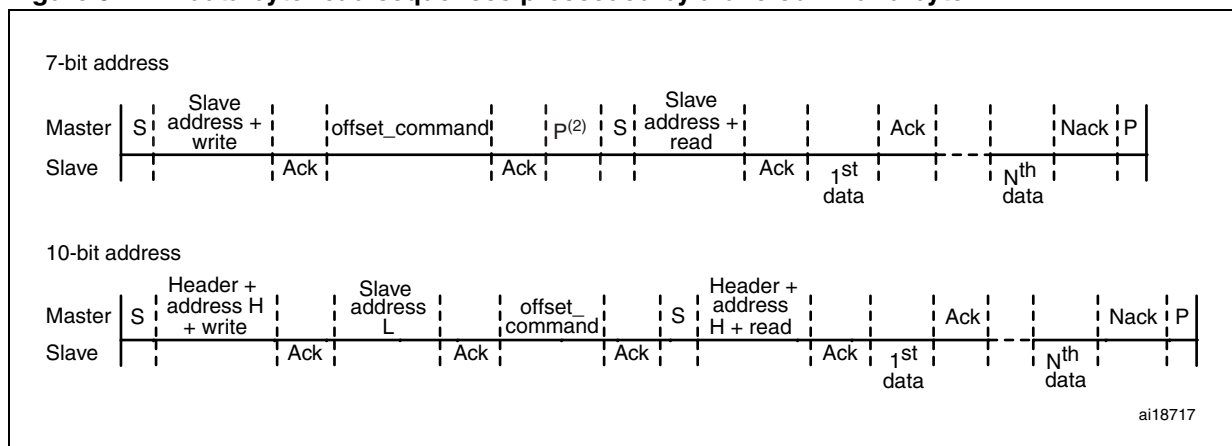 7-bit address
Master S Slave address + write offset_command P(2) S Slave address + read Ack Nack P
Slave Ack Ack Ack 1st data Nth data
10-bit address
Master S Header + address H + write Slave address L offset_ command S Header + address H + read Ack Nack P
Slave Ack Ack Ack Ack 1st data Nth data
ai18717